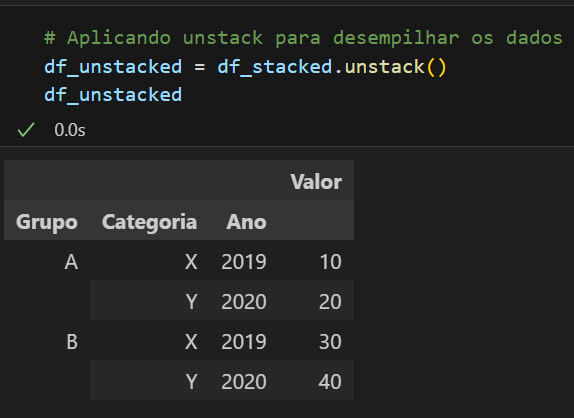 # Aplicando unstack para desempilhar os dados
df_unstacked = df_stacked.unstack()
df_unstacked
0.0s
Valor
Grupo Categoria Ano
A X 2019 10
Y 2020 20
B X 2019 30
Y 2020 40